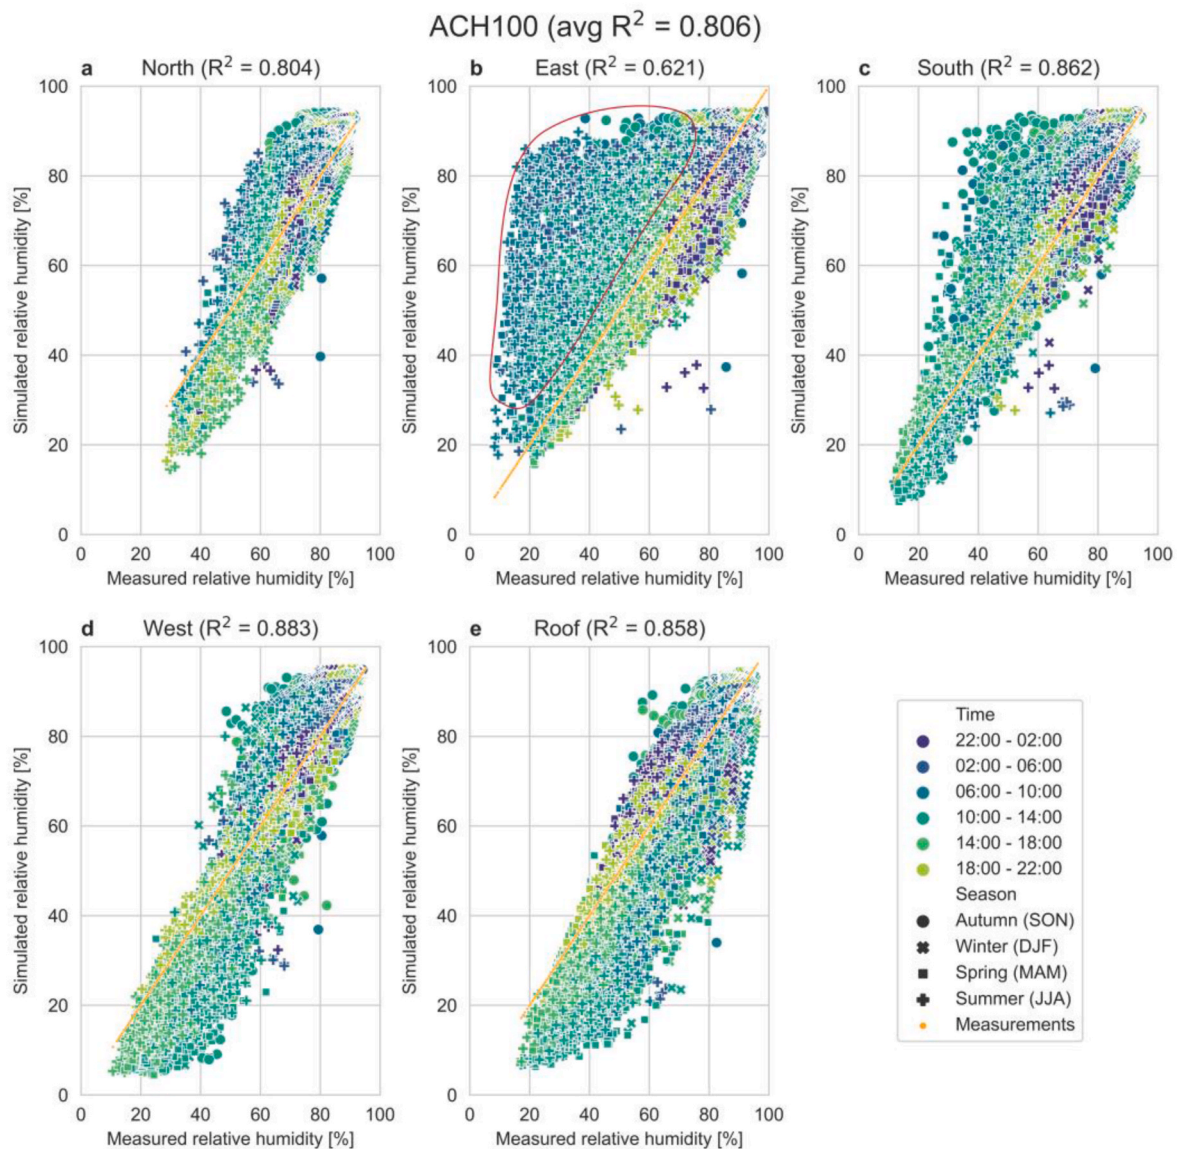 ACH100 (avg R² = 0.806)
a North (R² = 0.804)
b East (R² = 0.621)
c South (R² = 0.862)
Simulated relative humidity [%]
100
80
60
40
20
0
0 20 40 60 80 100
Measured relative humidity [%]
Simulated relative humidity [%]
100
80
60
40
20
0
0 20 40 60 80 100
Measured relative humidity [%]
Simulated relative humidity [%]
100
80
60
40
20
0
0 20 40 60 80 100
Measured relative humidity [%]
d West (R² = 0.883)
e Roof (R² = 0.858)
Simulated relative humidity [%]
100
80
60
40
20
0
0 20 40 60 80 100
Measured relative humidity [%]
Simulated relative humidity [%]
100
80
60
40
20
0
0 20 40 60 80 100
Measured relative humidity [%]
Time
22:00 - 02:00
02:00 - 06:00
06:00 - 10:00
10:00 - 14:00
14:00 - 18:00
18:00 - 22:00
Season
Autumn (SON)
Winter (DJF)
Spring (MAM)
Summer (JJA)
Measurements